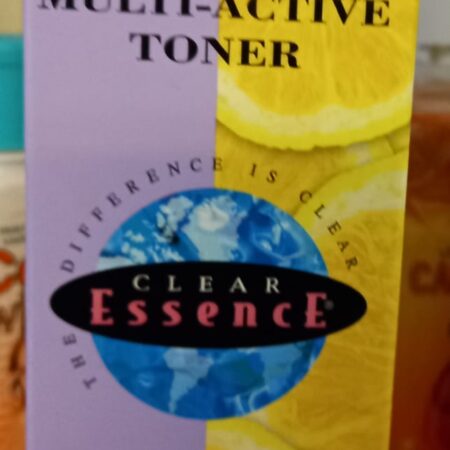 MULTI-ACTIVE
TONER
THE DIFFERENCE IS CLEAR
CLEAR
EssencE®